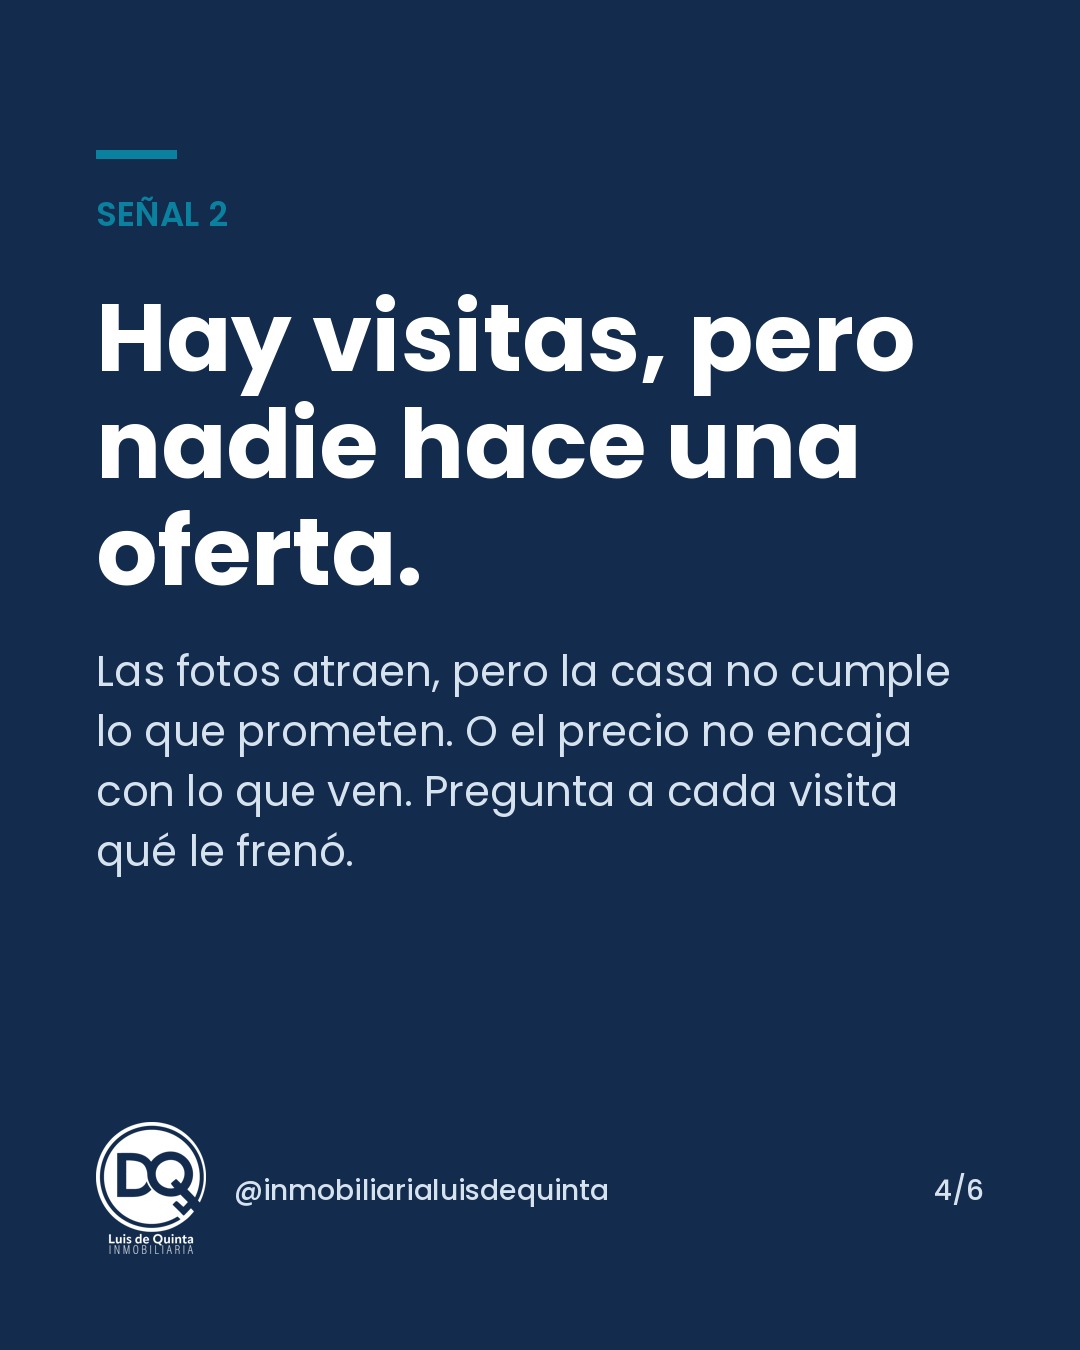 SEÑAL 2
Hay visitas, pero
nadie hace una
oferta.
Las fotos atraen, pero la casa no cumple
lo que prometen. O el precio no encaja
con lo que ven. Pregunta a cada visita
qué le frenó.
DQ
Luis de Quinta
INMOBILIARIA
@inmobiliarialuisdequinta
4/6